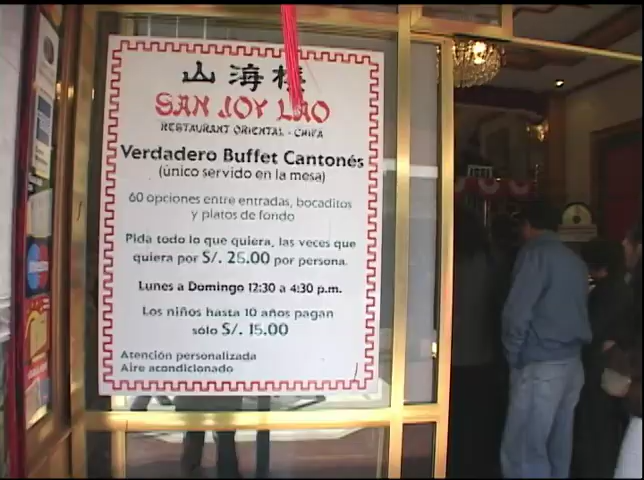 山海樓
SAN JOY LAO
RESTAURANT ORIENTAL - CHIFA
Verdadero Buffet Cantonés
(único servido en la mesa)
60 opciones entre entradas, bocaditos
y platos de fondo
Pida todo lo que quiera, las veces que
quiera por S/. 25.00 por persona.
Lunes a Domingo 12:30 a 4:30 p.m.
Los niños hasta 10 años pagan
sólo S/. 15.00
Atención personalizada
Aire acondicionado